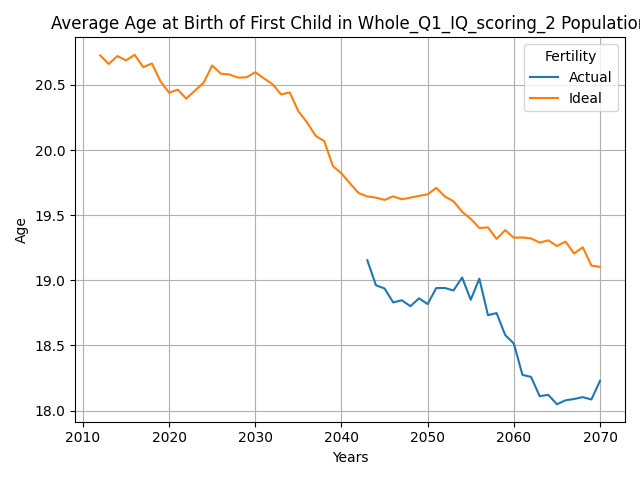 Average Age at Birth of First Child in Whole_Q1_IQ_scoring_2 Population
Fertility
Actual
Ideal
Age
20.5
20.0
19.5
19.0
18.5
18.0
2010 2020 2030 2040 2050 2060 2070
Years